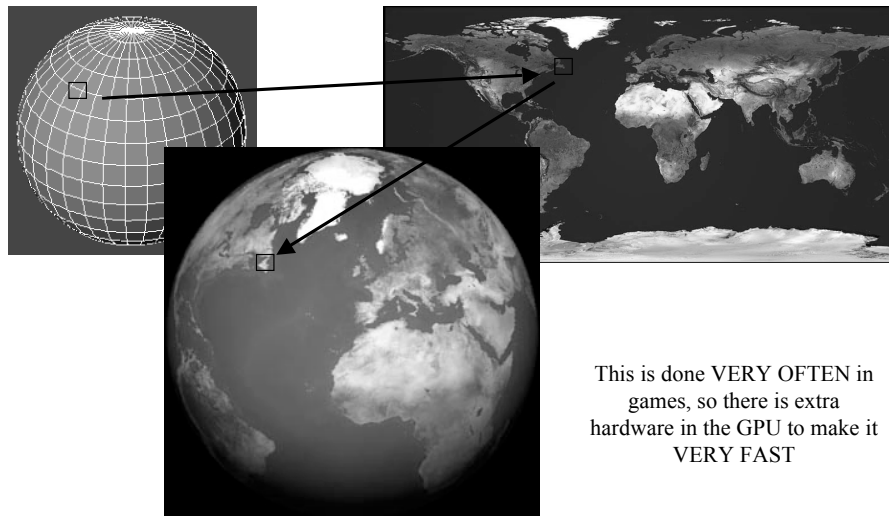 This is done VERY OFTEN in
games, so there is extra
hardware in the GPU to make it
VERY FAST